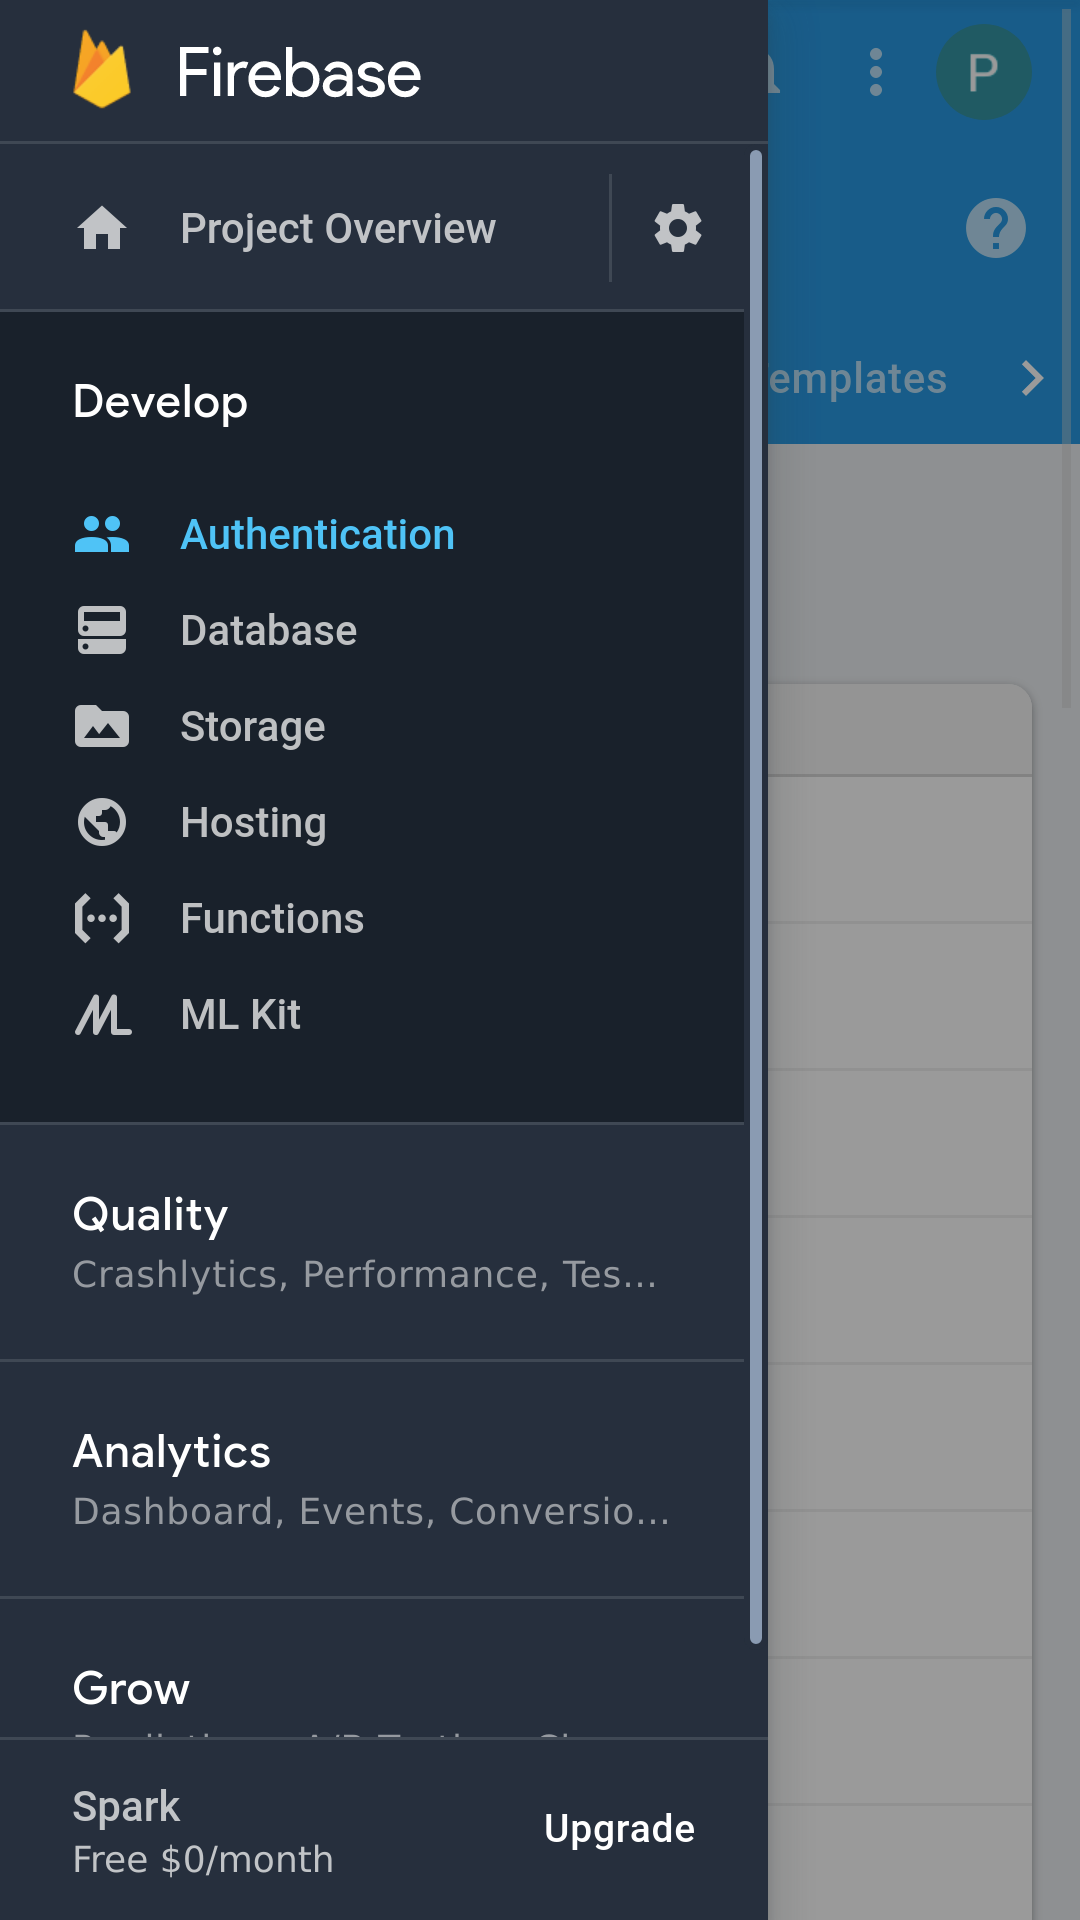 Firebase
P
Project Overview
emplates
Develop
Authentication
Database
Storage
Hosting
Functions
ML Kit
Quality
Crashlytics, Performance, Tes...
Analytics
Dashboard, Events, Conversio...
Grow
Spark
Upgrade
Free $0/month